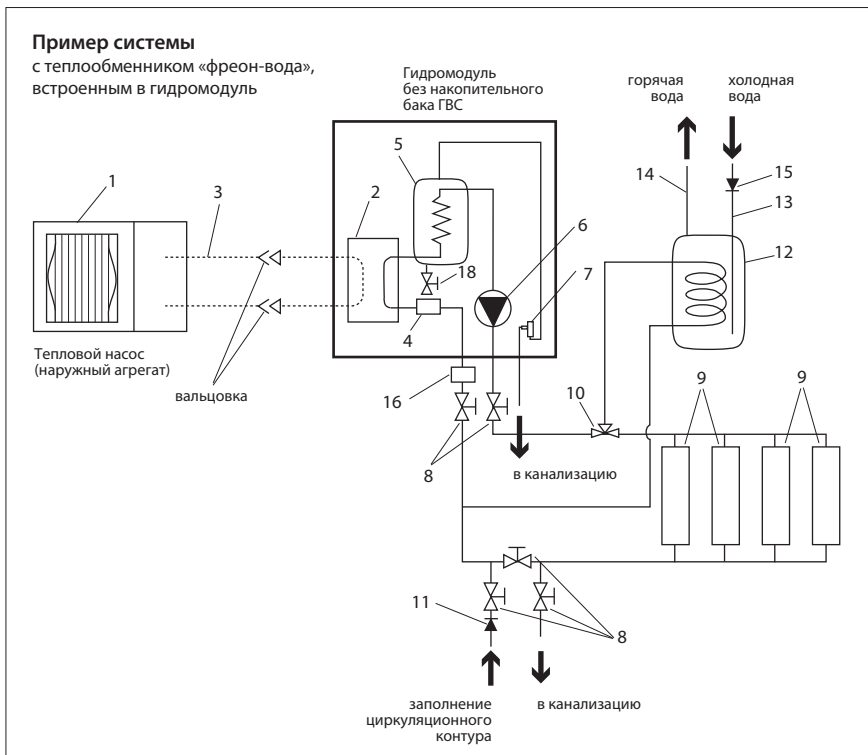 Пример системы
с теплообменником «фреон-вода»,
встроенным в гидромодуль
Гидромодуль
без накопительного
бака ГВС
горячая
вода
холодная
вода
1
3
2
5
6
7
18
4
14
15
13
12
Тепловой насос
(наружный агрегат)
вальцовка
16
8
10
9
9
в канализацию
11
8
заполнение
циркуляционного
контура
в канализацию